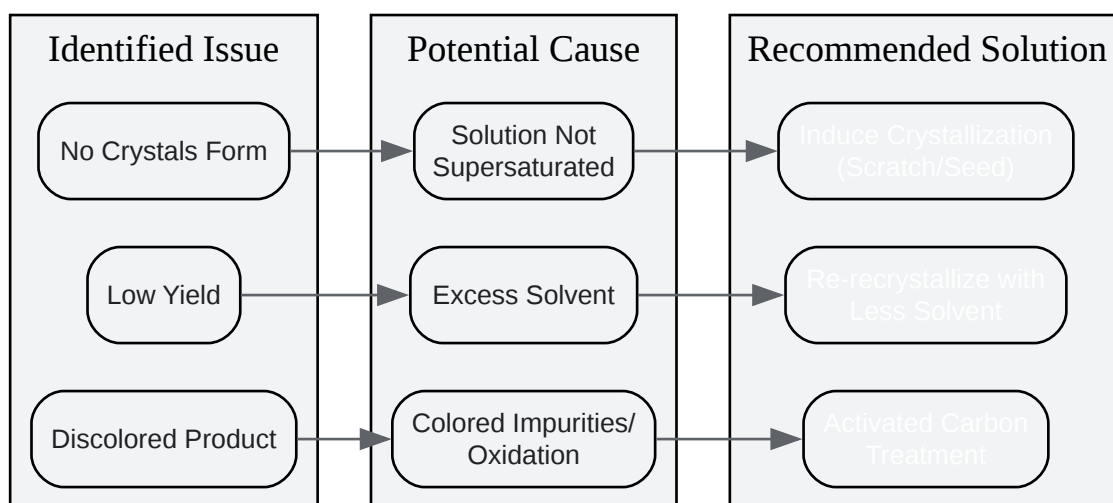 Identified Issue
Potential Cause
Recommended Solution
No Crystals Form
Solution Not
Supersaturated
Induce Crystallization
(Scratch/Seed)
Low Yield
Excess Solvent
Re-recrystallize with
Less Solvent
Discolored Product
Colored Impurities/
Oxidation
Activated Carbon
Treatment